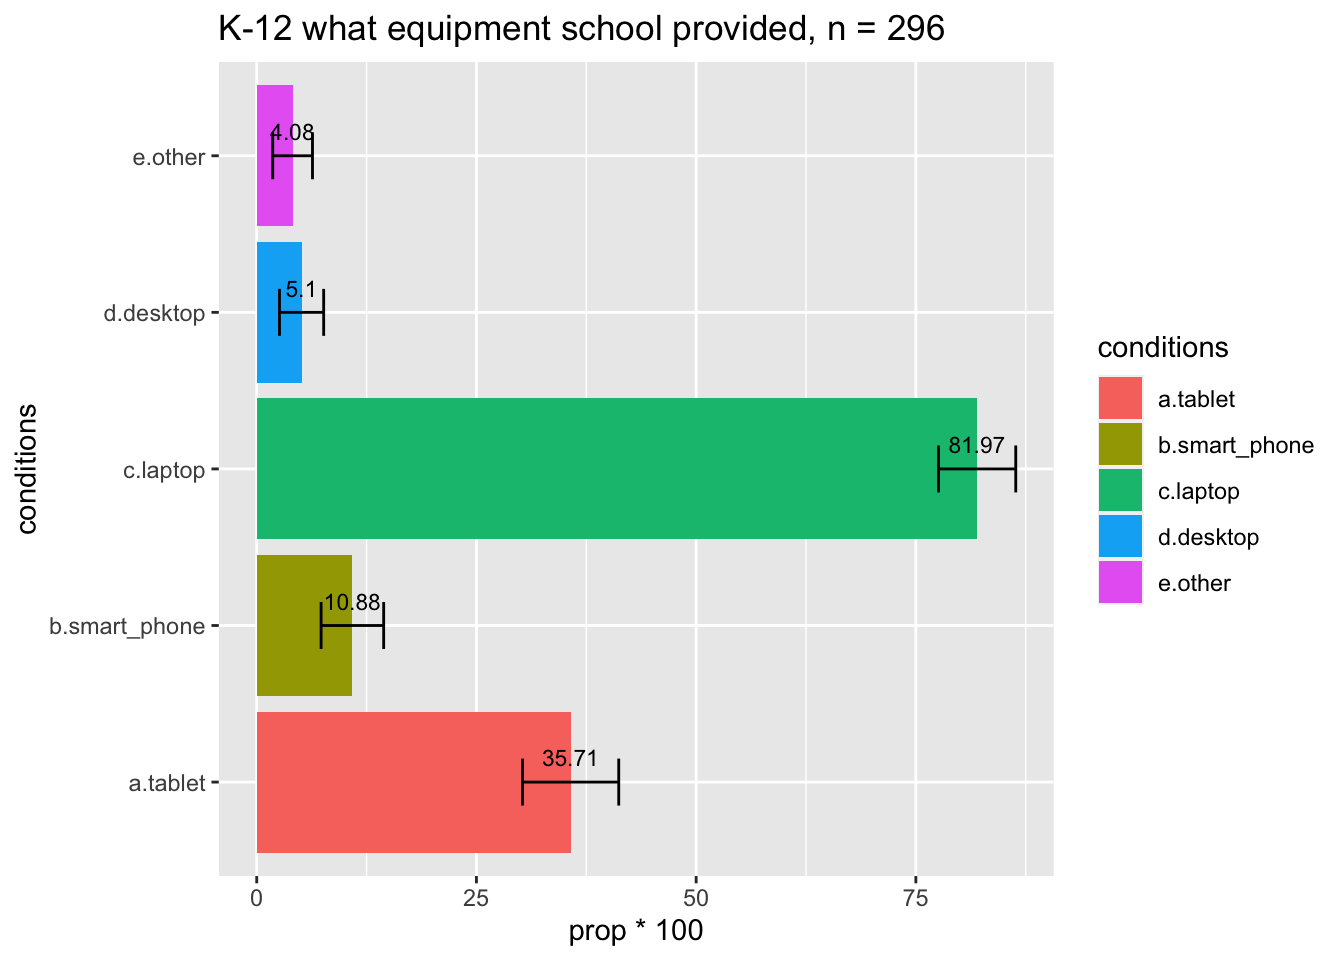 K-12 what equipment school provided, n = 296
conditions
e.other
d.desktop
c.laptop
b.smart_phone
a.tablet
4.08
5.1
81.97
10.88
35.71
0 25 50 75
prop * 100
conditions
a.tablet
b.smart_phone
c.laptop
d.desktop
e.other